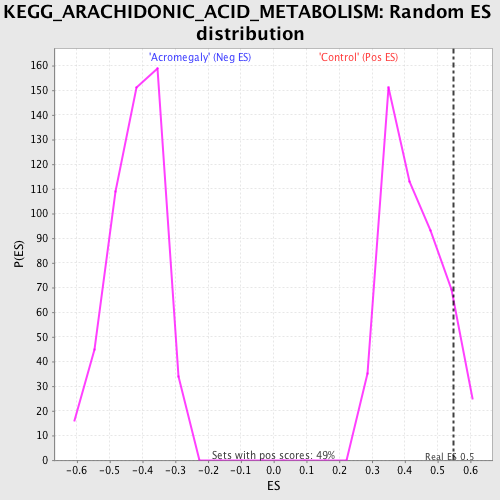 KEGG_ARACHIDONIC_ACID_METABOLISM: Random ES
distribution
'Acromegaly' (Neg ES)
'Control' (Pos ES)
160
150
140
130
120
110
100
90
80
70
60
50
40
30
20
10
0
P(ES)
Sets with pos scores: 49%
Real ES 0.5
-0.6 -0.5 -0.4 -0.3 -0.2 -0.1 0.0 0.1 0.2 0.3 0.4 0.5 0.6
ES